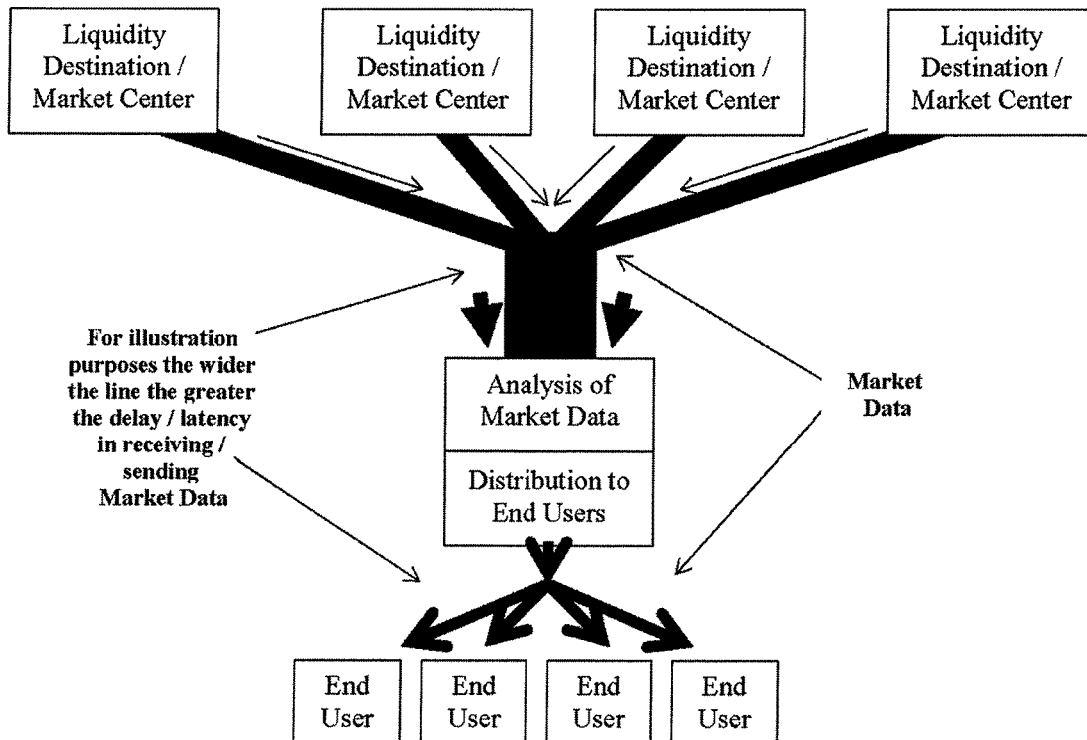 Liquidity
Destination /
Market Center
Liquidity
Destination /
Market Center
Liquidity
Destination /
Market Center
Liquidity
Destination /
Market Center
For illustration
purposes the wider
the line the greater
the delay / latency
in receiving /
sending
Market Data
Analysis of
Market Data
Distribution to
End Users
Market
Data
End
User
End
User
End
User
End
User